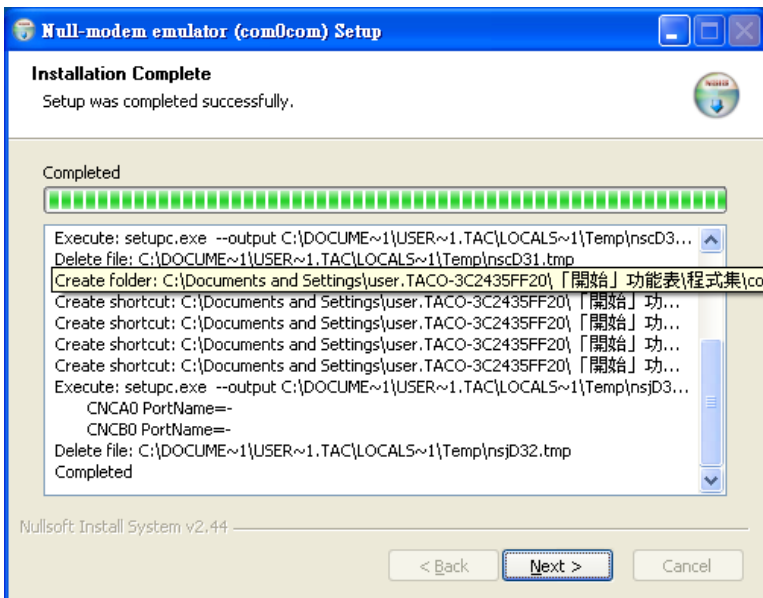 Null-modem emulator (com0com) Setup
Installation Complete
Setup was completed successfully.
Completed
Execute: setupc.exe --output C:\DOCUME~1\USER~1.TAC\LOCALS~1\Temp\nscD3...
Delete file: C:\DOCUME~1\USER~1.TAC\LOCALS~1\Temp\nscD31.tmp
Create folder: C:\Documents and Settings\user.TACO-3C2435FF20\「開始」功能表\程式集\co
Create shortcut: C:\Documents and Settings\user.TACO-3C2435FF20\「開始」功...
Create shortcut: C:\Documents and Settings\user.TACO-3C2435FF20\「開始」功...
Create shortcut: C:\Documents and Settings\user.TACO-3C2435FF20\「開始」功...
Create shortcut: C:\Documents and Settings\user.TACO-3C2435FF20\「開始」功...
Execute: setupc.exe --output C:\DOCUME~1\USER~1.TAC\LOCALS~1\Temp\nsjD3...
CNCA0 PortName=-
CNCB0 PortName=-
Delete file: C:\DOCUME~1\USER~1.TAC\LOCALS~1\Temp\nsjD32.tmp
Completed
Nullsoft Install System v2.44
< Back
Next >
Cancel